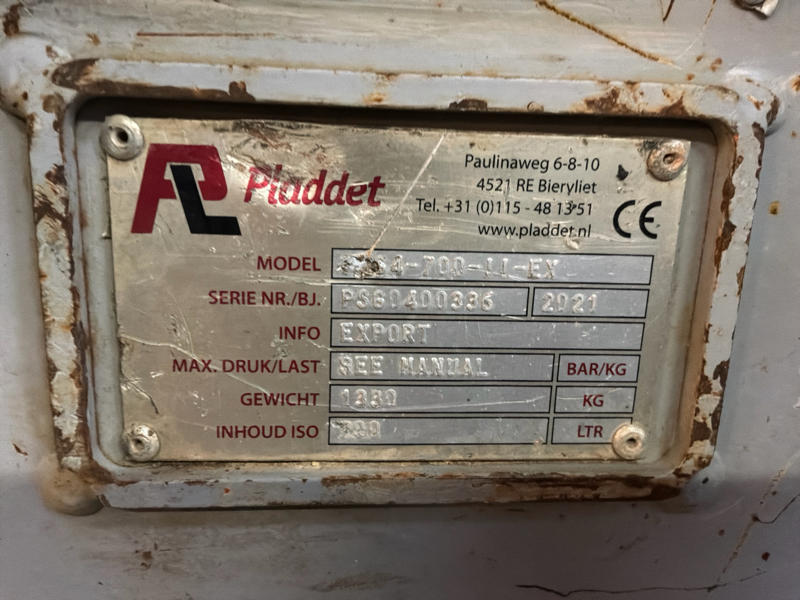 PL Pladdet
Paulinaweg 6-8-10
4521 RE Biervliet
Tel. +31 (0)115 - 48 13 51
www.pladdet.nl
CE
MODEL
SERIE NR./BJ. PS60400336 2021
INFO EXPORT
MAX. DRUK/LAST SEE MANUAL BAR/KG
GEWICHT KG
INHOUD ISO LTR